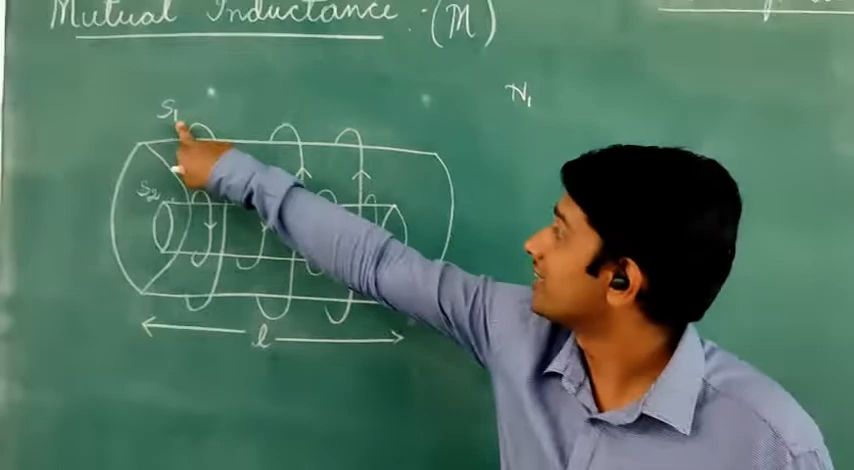 Mutual Inductance :(M)
N₁
S₁
S₂
l